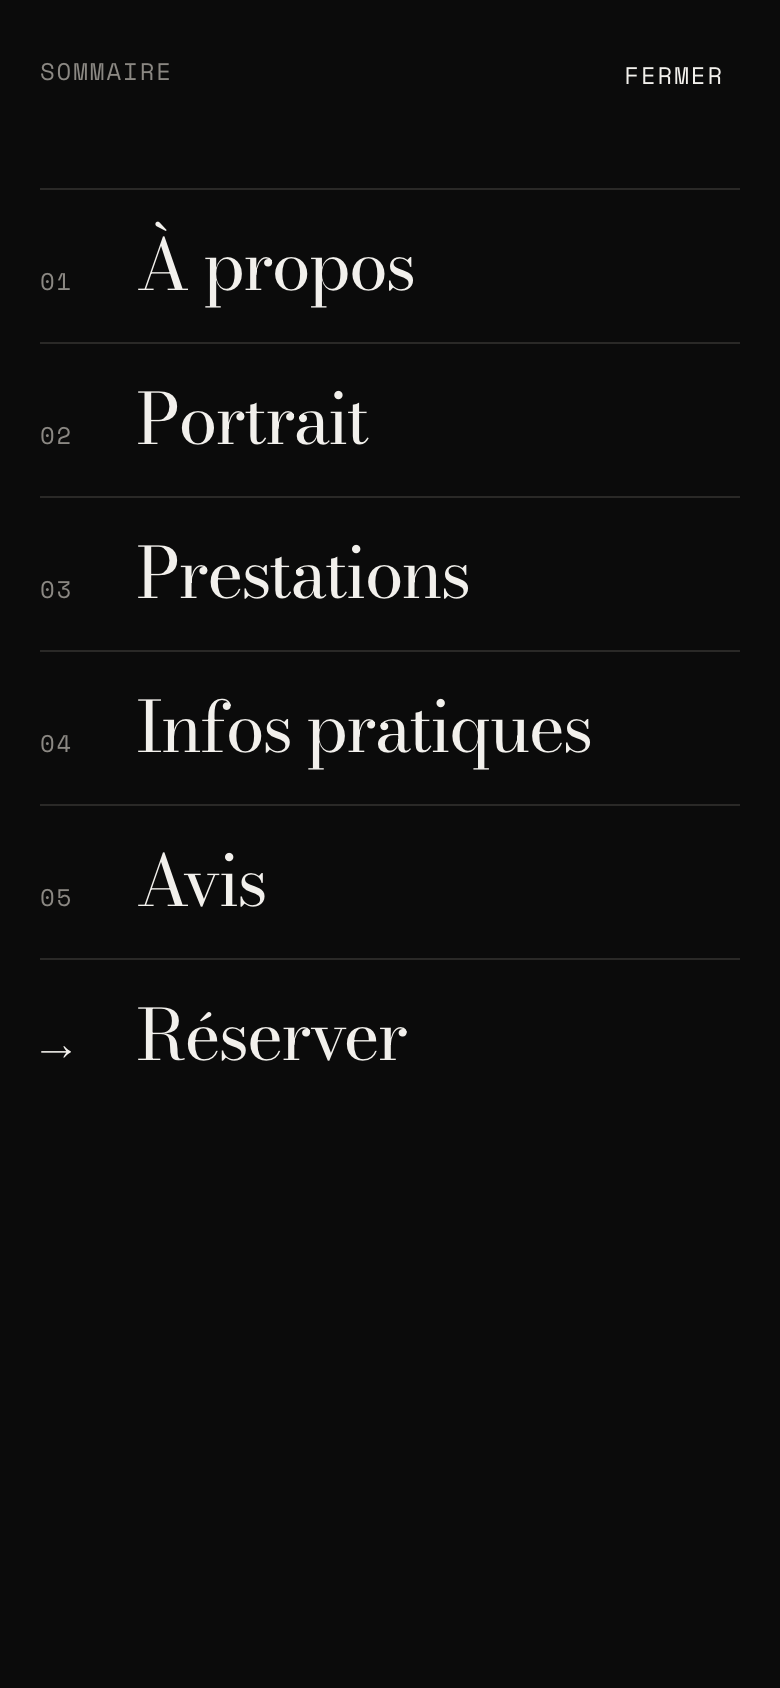 SOMMAIRE
FERMER
01 À propos
02 Portrait
03 Prestations
04 Infos pratiques
05 Avis
→ Réserver